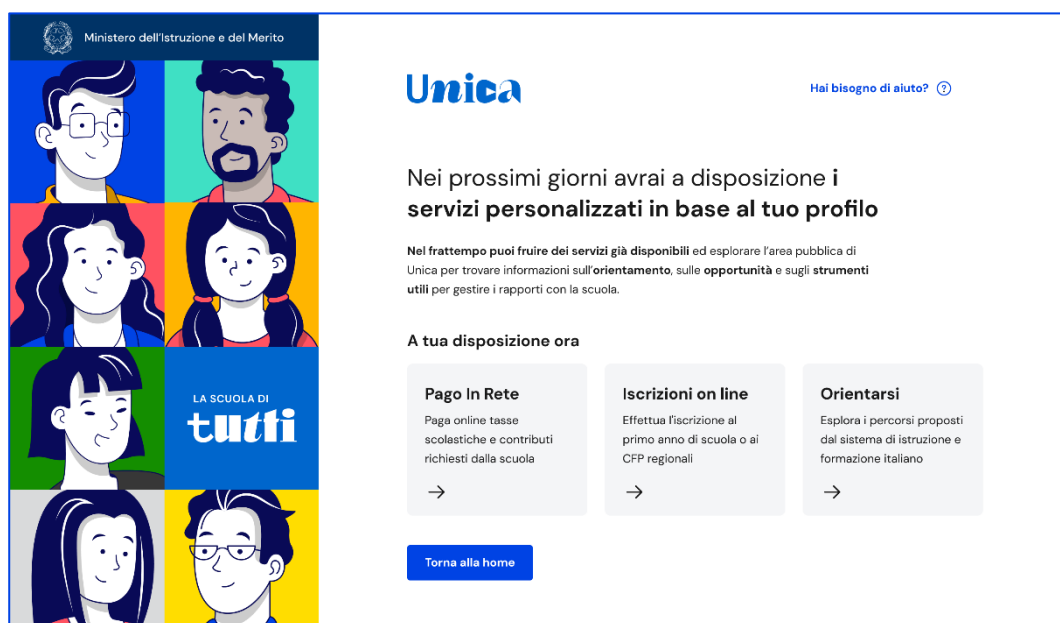 Ministero dell'Istruzione e del Merito
Unica
Hai bisogno di aiuto?
Nei prossimi giorni avrai a disposizione i
servizi personalizzati in base al tuo profilo
Nel frattempo puoi fruire dei servizi già disponibili ed esplorare l'area pubblica di
Unica per trovare informazioni sull'orientamento, sulle opportunità e sugli strumenti
utili per gestire i rapporti con la scuola.
LA SCUOLA DI
tutti
A tua disposizione ora
Pago In Rete
Paga online tasse
scolastiche e contributi
richiesti dalla scuola
Iscrizioni on line
Effettua l'iscrizione al
primo anno di scuola o ai
CFP regionali
Orientarsi
Esplora i percorsi proposti
dal sistema di istruzione e
formazione italiano
Torna alla home